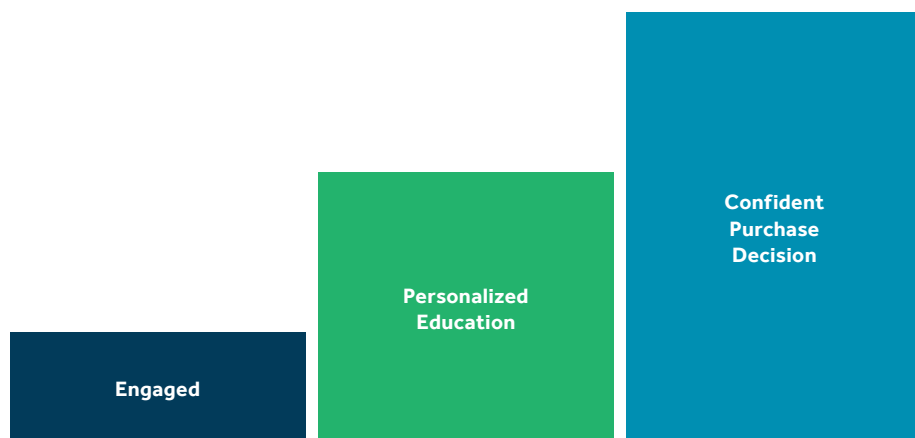 Engaged
Personalized
Education
Confident
Purchase
Decision